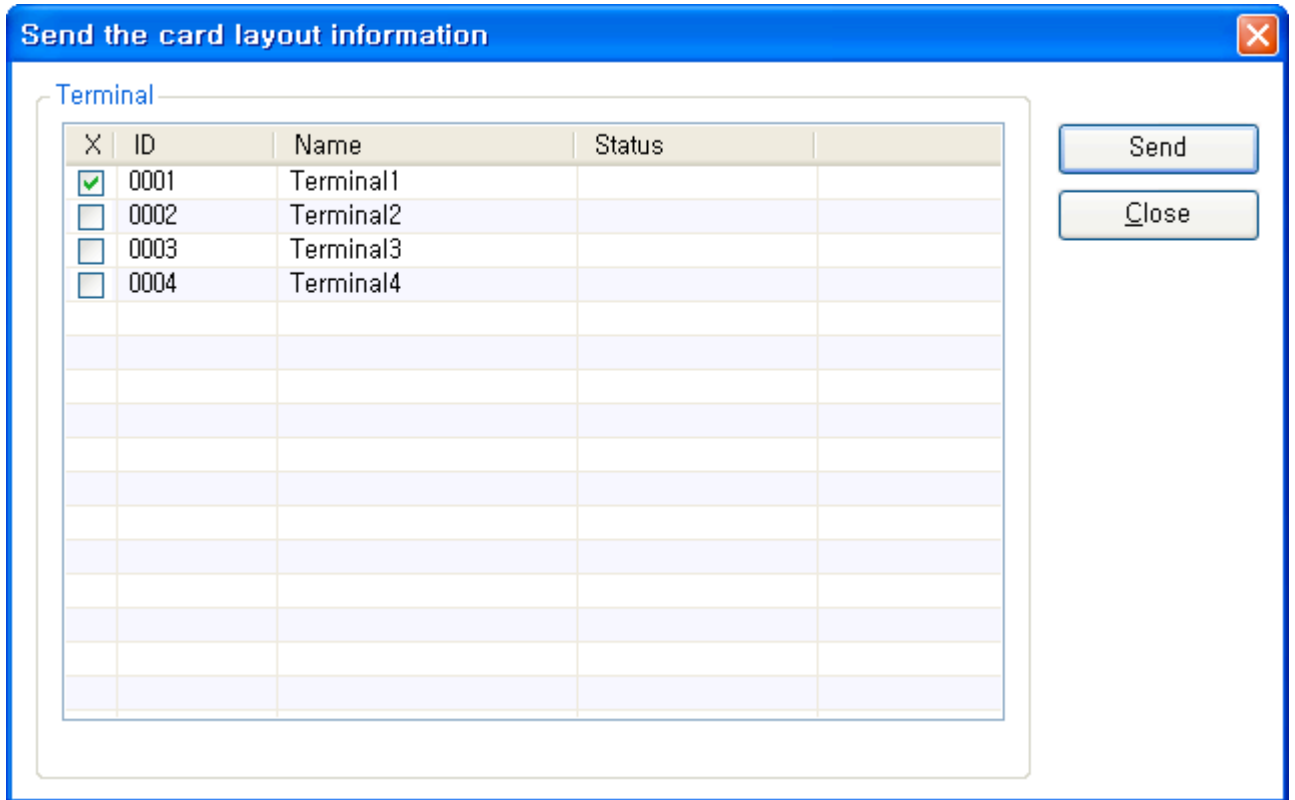 Send the card layout information
Terminal
X ID Name Status
0001 Terminal1
0002 Terminal2
0003 Terminal3
0004 Terminal4
Send
Close